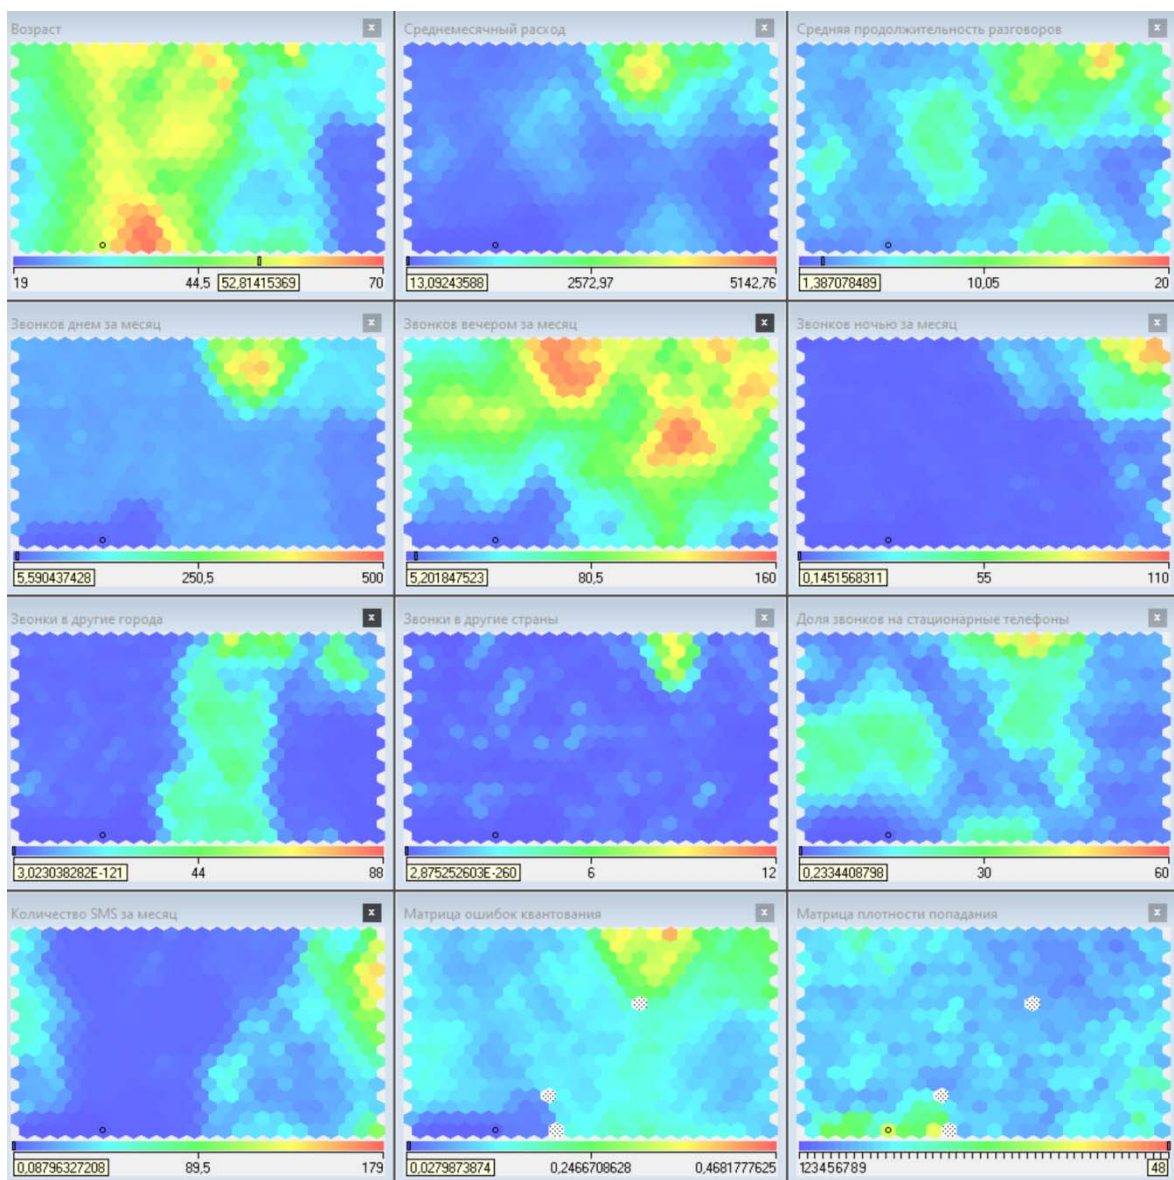 Возраст
19 44,5 52,81415369 70
Среднемесячный расход
13,09243588 2572,97 5142,76
Средняя продолжительность разговоров
1,387078489 10,05 20
Звонков днем за месяц
5,590437428 250,5 500
Звонков вечером за месяц
5,201847523 80,5 160
Звонков ночью за месяц
0,1451568311 55 110
Звонки в другие города
3,023038282E-121 44 88
Звонки в другие страны
2,875252603E-260 6 12
Доля звонков на стационарные телефоны
0,2334408798 30 60
Количество SMS за месяц
0,08796327208 89,5 179
Матрица ошибок квантования
0,0279873874 0,2466708628 0,4681777625
Матрица плотности попадания
123456789 48